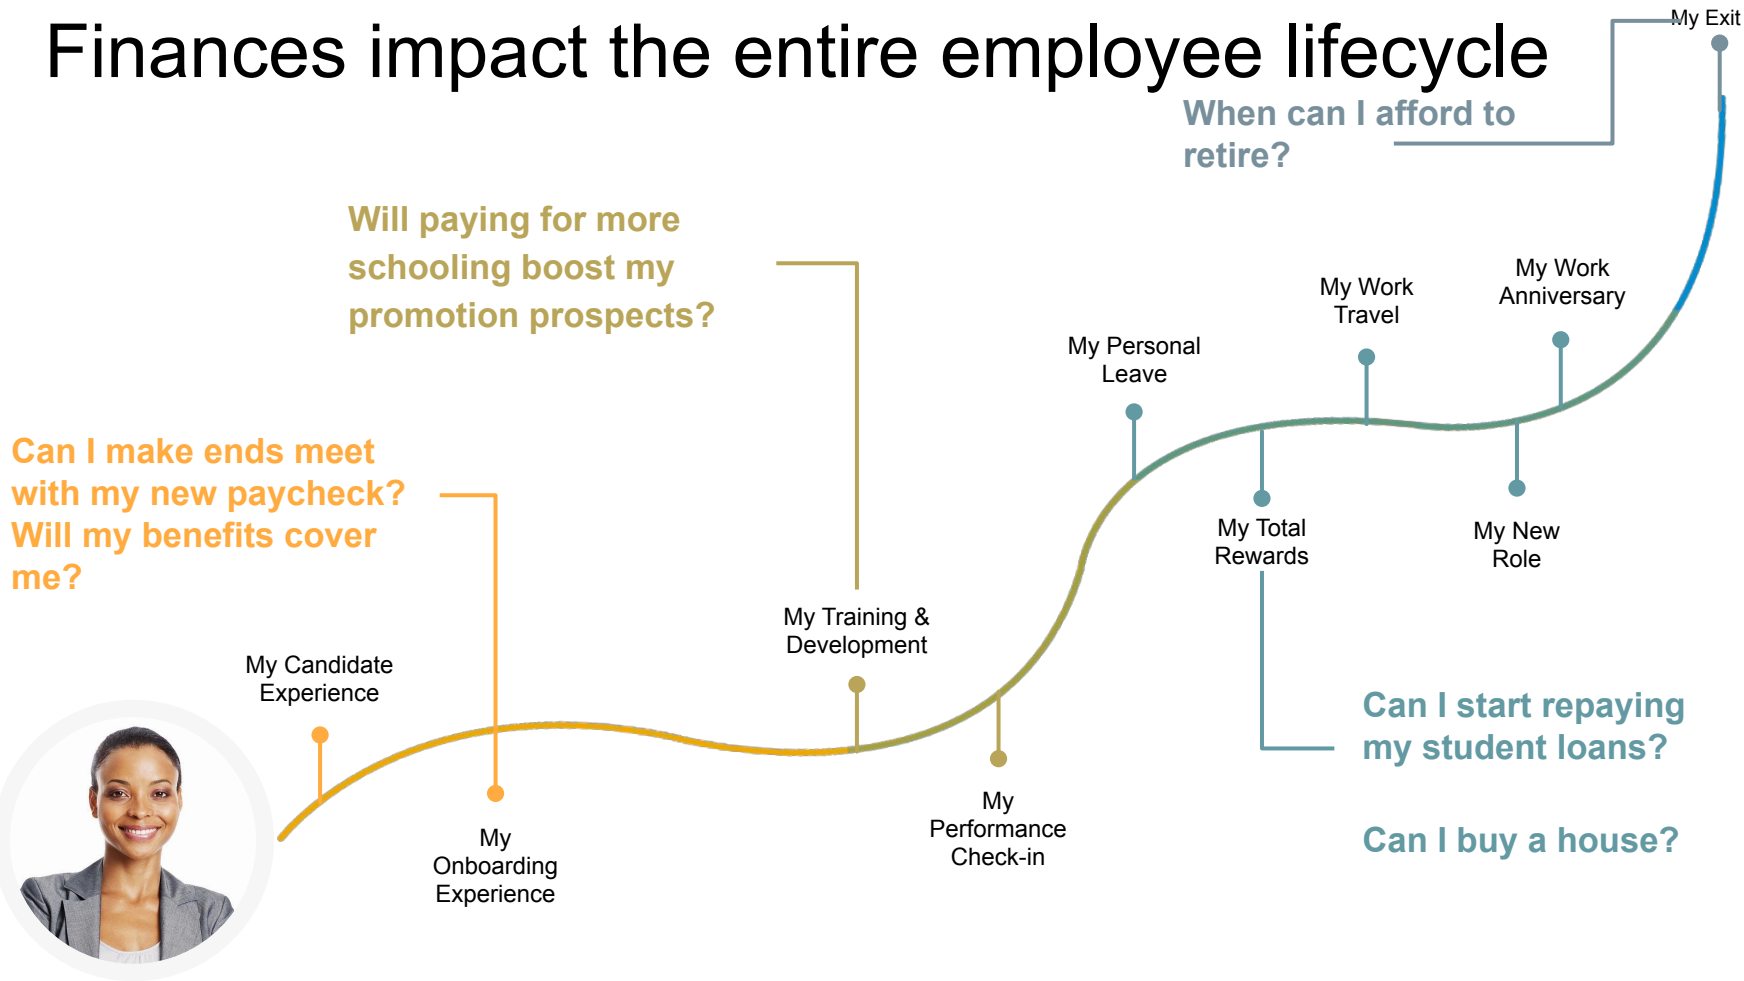 Finances impact the entire employee lifecycle
My Exit
When can I afford to
retire?
Will paying for more
schooling boost my
promotion prospects?
My Work
Anniversary
My Work
Travel
My Personal
Leave
Can I make ends meet
with my new paycheck?
Will my benefits cover
me?
My Total
Rewards
My New
Role
My Training &
Development
My Candidate
Experience
Can I start repaying
my student loans?
Can I buy a house?
My
Performance
Check-in
My
Onboarding
Experience